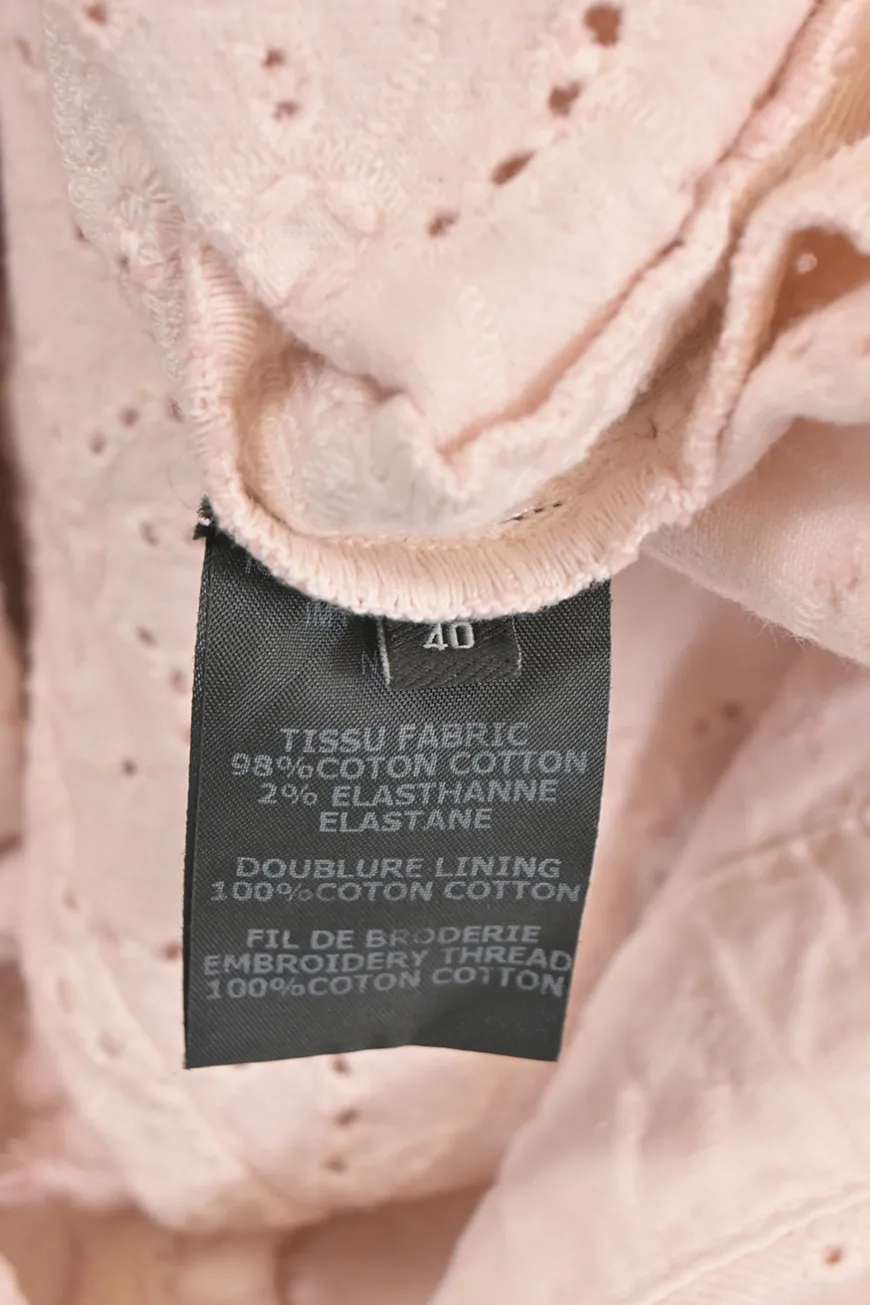 40
TISSU FABRIC
98%COTON COTTON
2% ELASTHANNE
ELASTANE
DOUBLURE LINING
100%COTON COTTON
FIL DE BRODERIE
EMBROIDERY THREAD
100%COTON COTTON